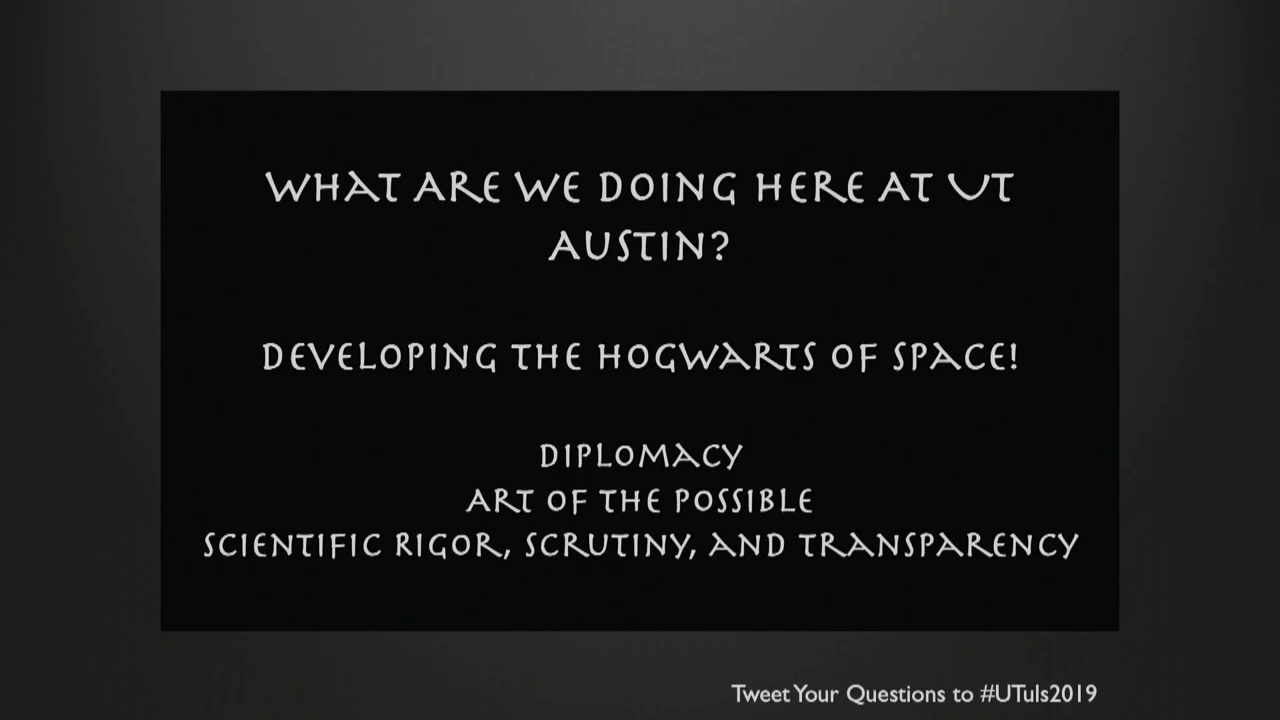 WHAT ARE WE DOING HERE AT UT
AUSTIN?
DEVELOPING THE HOGWARTS OF SPACE!
DIPLOMACY
ART OF THE POSSIBLE
SCIENTIFIC RIGOR, SCRUTINY, AND TRANSPARENCY
Tweet Your Questions to #UTuls2019